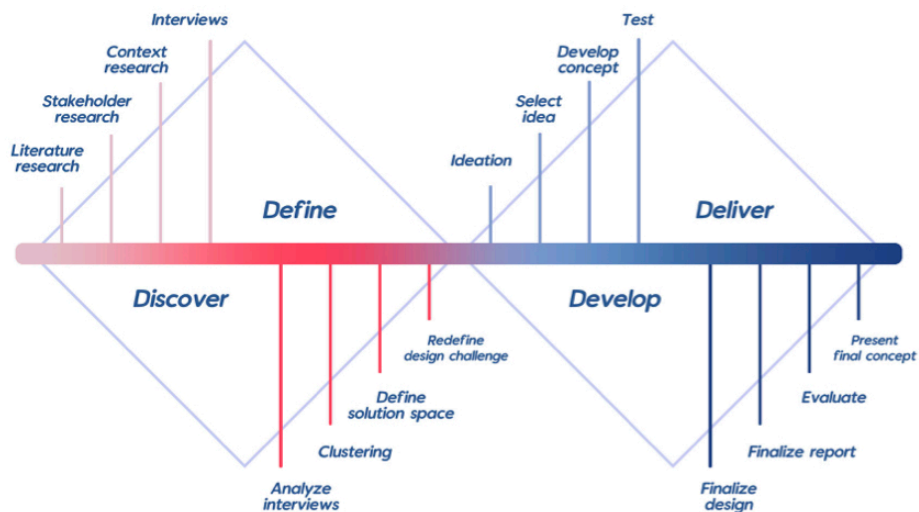 Interviews
Context
research
Stakeholder
research
Literature
research
Define
Discover
Redefine
design challenge
Define
solution space
Clustering
Analyze
interviews
Test
Develop
concept
Select
idea
Ideation
Deliver
Develop
Present
final concept
Evaluate
Finalize report
Finalize
design